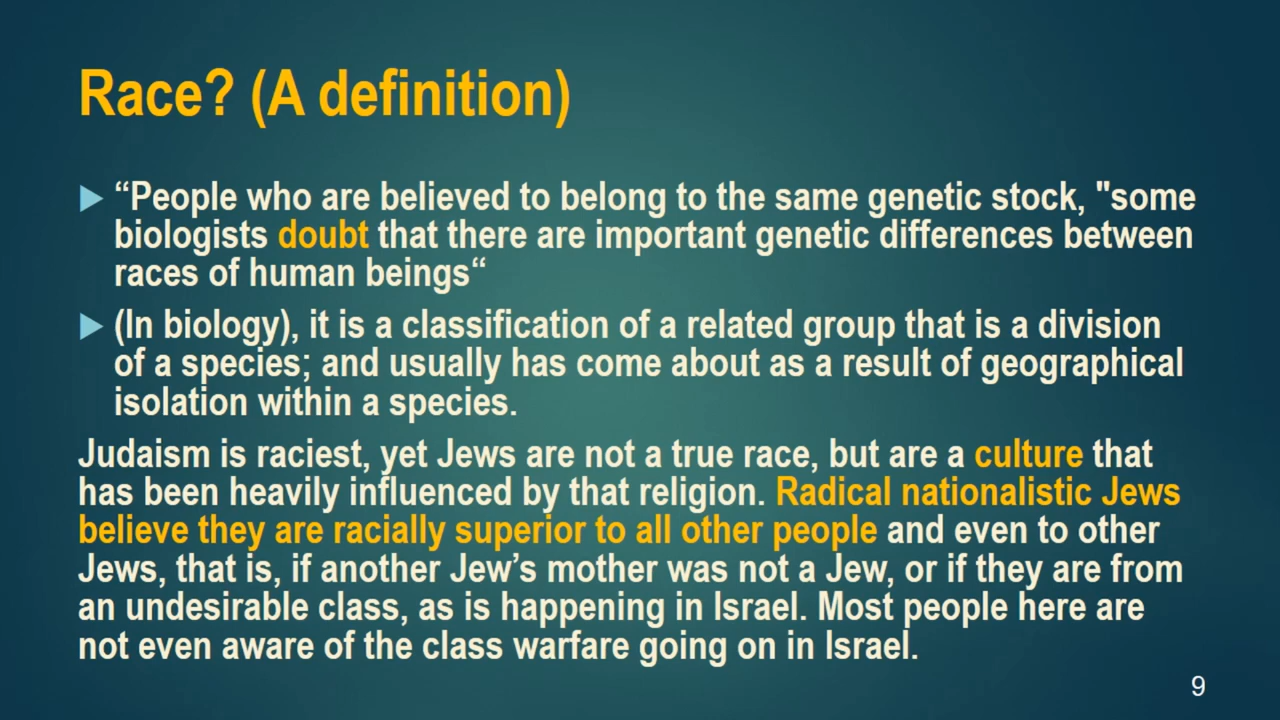 Race? (A definition)
“People who are believed to belong to the same genetic stock, "some
biologists doubt that there are important genetic differences between
races of human beings“
(In biology), it is a classification of a related group that is a division
of a species; and usually has come about as a result of geographical
isolation within a species.
Judaism is raciest, yet Jews are not a true race, but are a culture that
has been heavily influenced by that religion. Radical nationalistic Jews
believe they are racially superior to all other people and even to other
Jews, that is, if another Jew’s mother was not a Jew, or if they are from
an undesirable class, as is happening in Israel. Most people here are
not even aware of the class warfare going on in Israel.
9